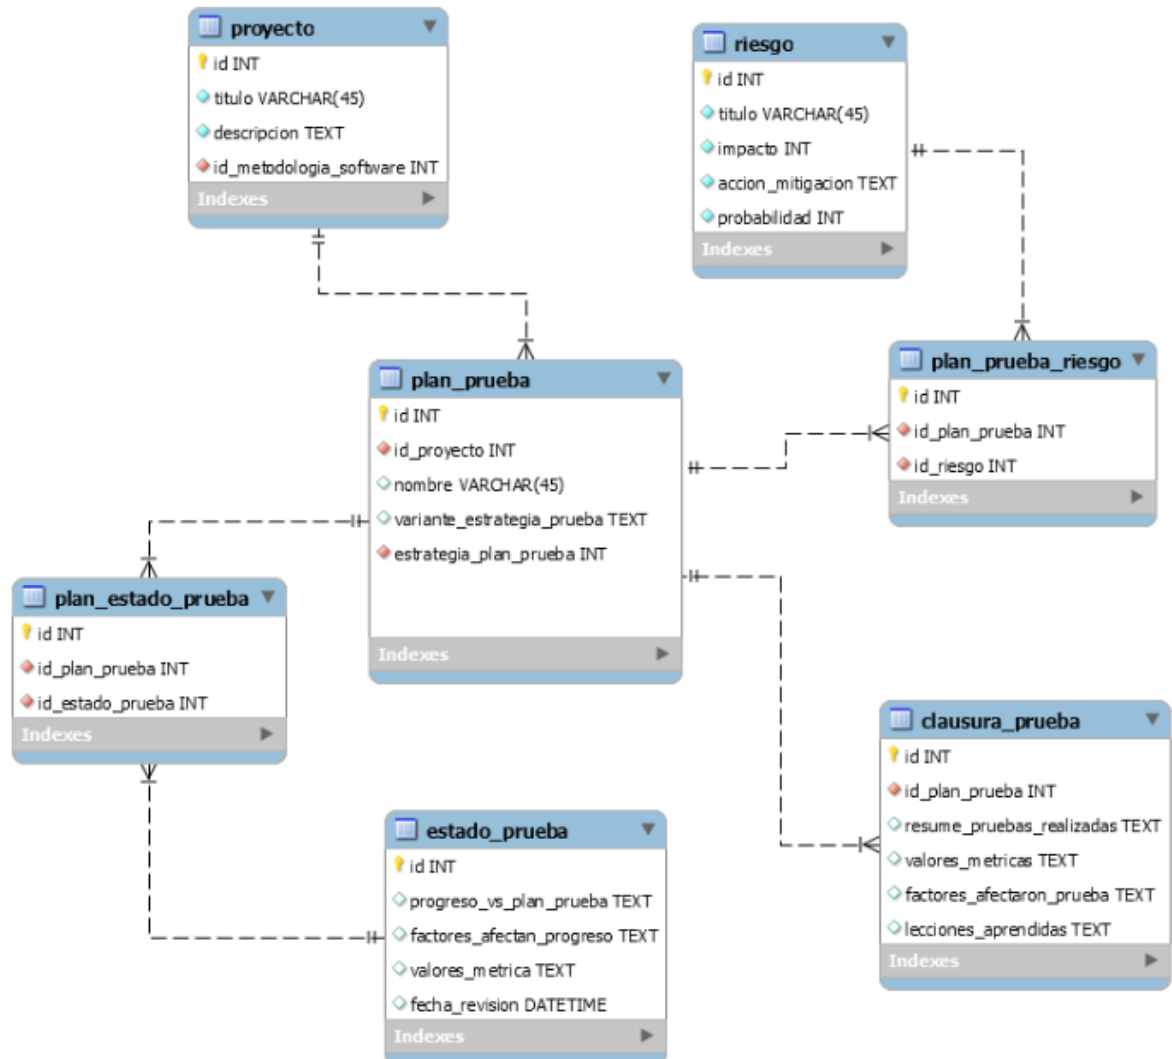 proyecto
id INT
titulo VARCHAR(45)
descripcion TEXT
id_metodologia_software INT
Indexes
riesgo
id INT
titulo VARCHAR(45)
impacto INT
accion_mitigacion TEXT
probabilidad INT
Indexes
plan_prueba
id INT
id_proyecto INT
nombre VARCHAR(45)
variante_estrategia_prueba TEXT
estrategia_plan_prueba INT
Indexes
plan_prueba_riesgo
id INT
id_plan_prueba INT
id_riesgo INT
Indexes
plan_estado_prueba
id INT
id_plan_prueba INT
id_estado_prueba INT
Indexes
estado_prueba
id INT
progreso_vs_plan_prueba TEXT
factores_afectan_progreso TEXT
valores_metrica TEXT
fecha_revision DATETIME
Indexes
clausura_prueba
id INT
id_plan_prueba INT
resume_pruebas_realizadas TEXT
valores_metricas TEXT
factores_afectaron_prueba TEXT
lecciones_aprendidas TEXT
Indexes